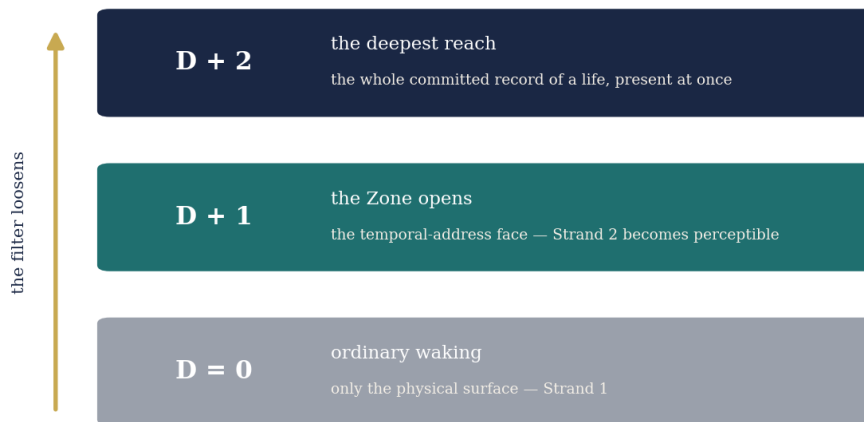 the filter loosens
D + 2
the deepest reach
the whole committed record of a life, present at once
D + 1
the Zone opens
the temporal-address face — Strand 2 becomes perceptible
D = 0
ordinary waking
only the physical surface — Strand 1